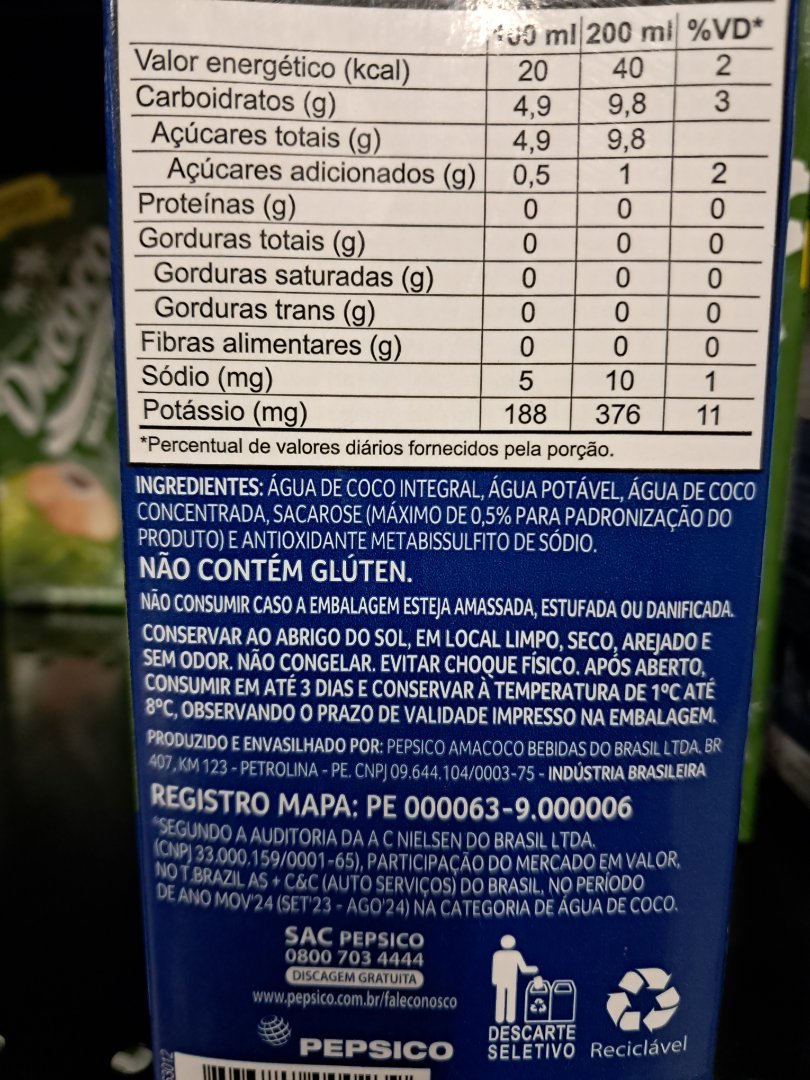 100 ml 200 ml %VD*
Valor energético (kcal) 20 40 2
Carboidratos (g) 4,9 9,8 3
Açúcares totais (g) 4,9 9,8
Açúcares adicionados (g) 0,5 1 2
Proteínas (g) 0 0 0
Gorduras totais (g) 0 0 0
Gorduras saturadas (g) 0 0 0
Gorduras trans (g) 0 0 0
Fibras alimentares (g) 0 0 0
Sódio (mg) 5 10 1
Potássio (mg) 188 376 11
*Percentual de valores diários fornecidos pela porção.
INGREDIENTES: ÁGUA DE COCO INTEGRAL, ÁGUA POTÁVEL, ÁGUA DE COCO
CONCENTRADA, SACAROSE (MÁXIMO DE 0,5% PARA PADRONIZAÇÃO DO
PRODUTO) E ANTIOXIDANTE METABISSULFITO DE SÓDIO.
NÃO CONTÉM GLÚTEN.
NÃO CONSUMIR CASO A EMBALAGEM ESTEJA AMASSADA, ESTUFADA OU DANIFICADA.
CONSERVAR AO ABRIGO DO SOL, EM LOCAL LIMPO, SECO, AREJADO E
SEM ODOR. NÃO CONGELAR. EVITAR CHOQUE FÍSICO. APÓS ABERTO,
CONSUMIR EM ATÉ 3 DIAS E CONSERVAR À TEMPERATURA DE 1ºC ATÉ
8ºC, OBSERVANDO O PRAZO DE VALIDADE IMPRESSO NA EMBALAGEM.
PRODUZIDO E ENVASILHADO POR: PEPSICO AMACOCO BEBIDAS DO BRASIL LTDA. BR
407, KM 123 - PETROLINA - PE. CNPJ 09.644.104/0003-75 - INDÚSTRIA BRASILEIRA
REGISTRO MAPA: PE 000063-9.000006
"SEGUNDO A AUDITORIA DA A C NIELSEN DO BRASIL LTDA.
(CNPJ 33.000.159/0001-65), PARTICIPAÇÃO DO MERCADO EM VALOR,
NO T.BRAZIL AS + C&C (AUTO SERVIÇOS) DO BRASIL, NO PERÍODO
DE ANO MOV'24 (SET'23 - AGO'24) NA CATEGORIA DE ÁGUA DE COCO.
SAC PEPSICO
0800 703 4444
DISCAGEM GRATUITA
www.pepsico.com.br/faleconosco
PEPSICO
DESCARTE
SELETIVO
Reciclável
DuCoco